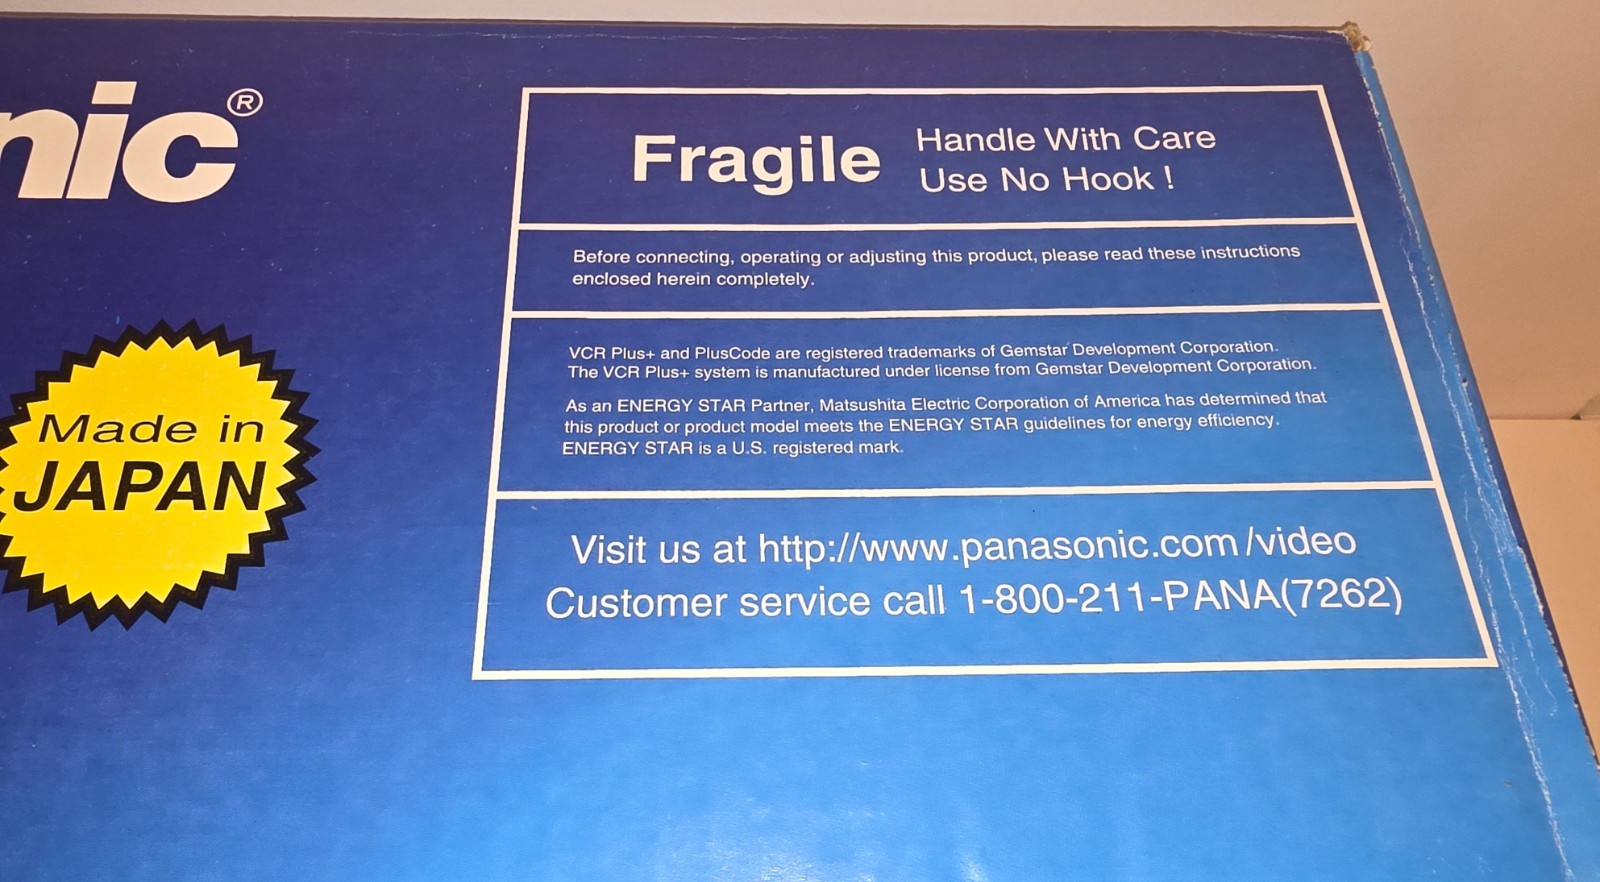 nic®
Made in
JAPAN
Fragile
Handle With Care
Use No Hook !
Before connecting, operating or adjusting this product, please read these instructions
enclosed herein completely.
VCR Plus+ and PlusCode are registered trademarks of Gemstar Development Corporation.
The VCR Plus+ system is manufactured under license from Gemstar Development Corporation.
As an ENERGY STAR Partner, Matsushita Electric Corporation of America has determined that
this product or product model meets the ENERGY STAR guidelines for energy efficiency.
ENERGY STAR is a U.S. registered mark.
Visit us at http://www.panasonic.com/video
Customer service call 1-800-211-PANA(7262)